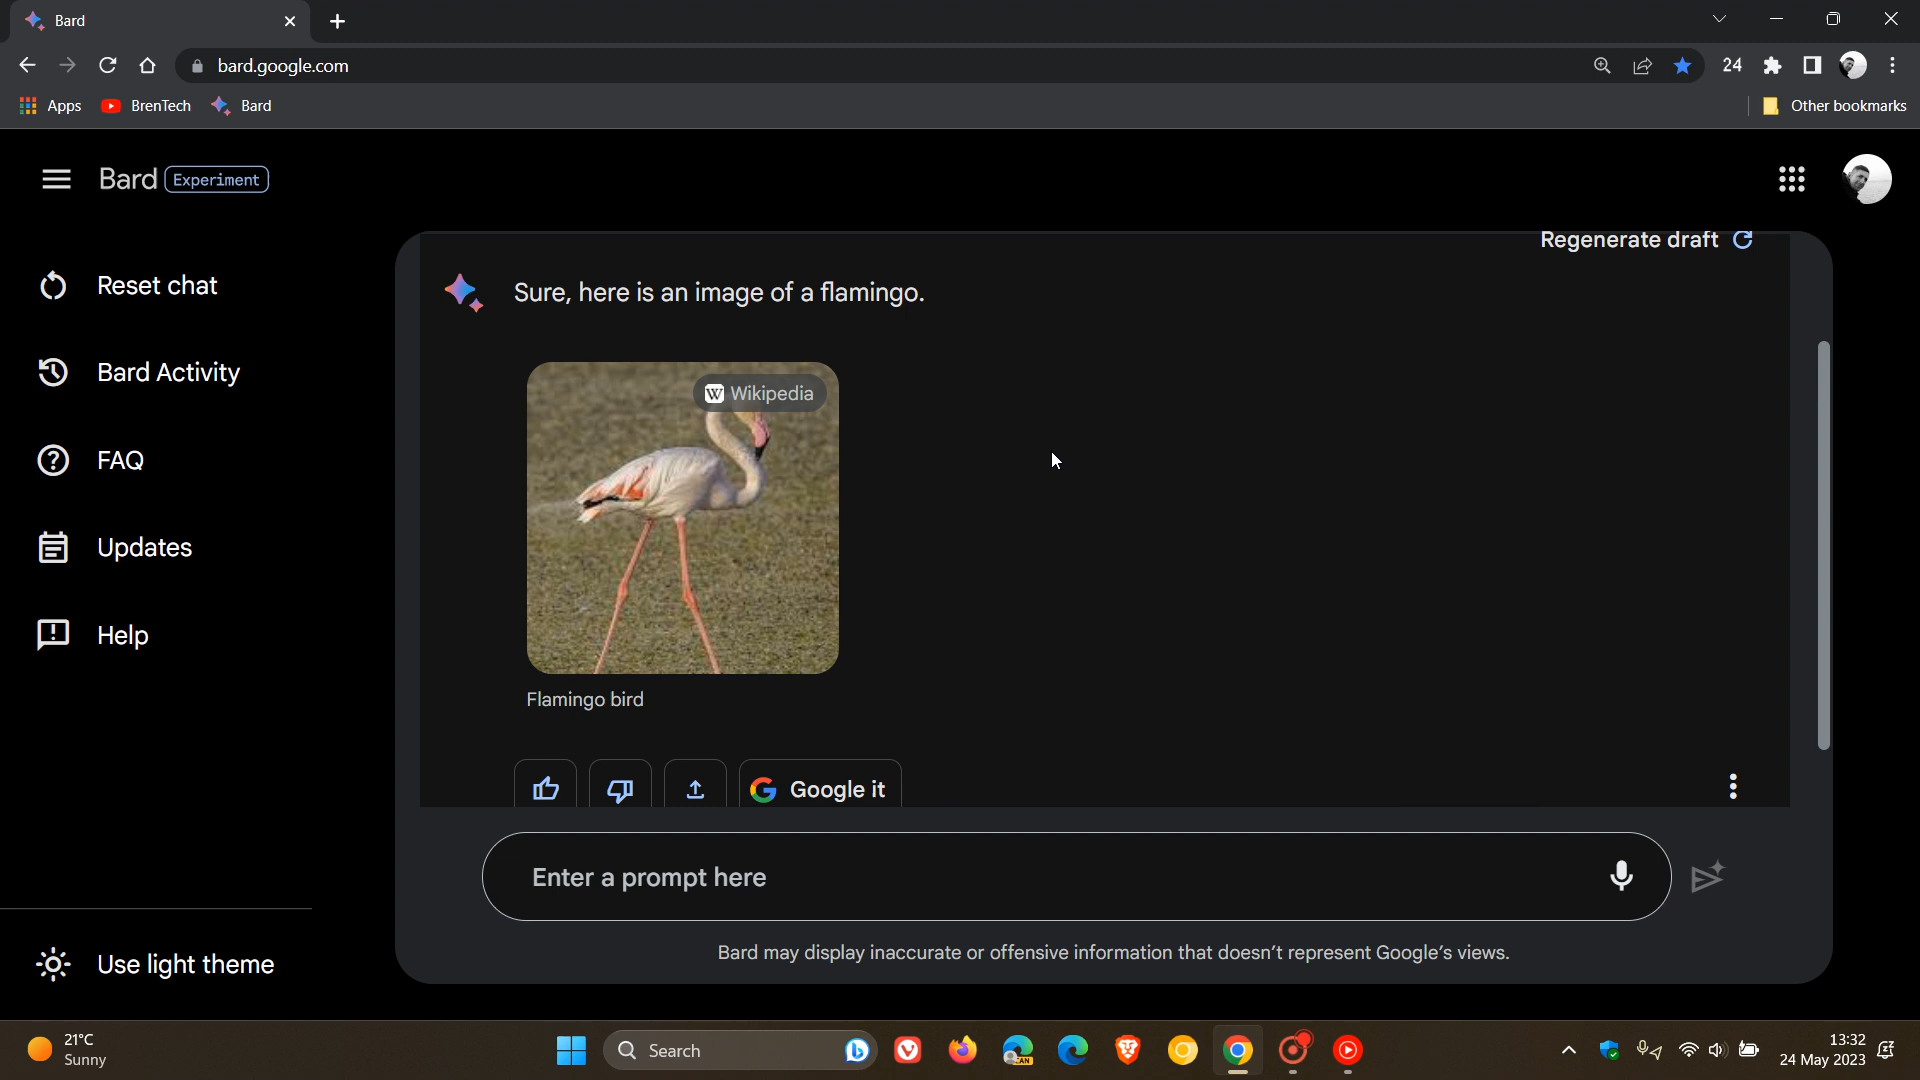 Bard
bard.google.com
24
Apps
BrenTech
Bard
Other bookmarks
Bard Experiment
Regenerate draft
Reset chat
Sure, here is an image of a flamingo.
Bard Activity
W Wikipedia
FAQ
Updates
Help
Flamingo bird
Google it
Enter a prompt here
Bard may display inaccurate or offensive information that doesn't represent Google's views.
Use light theme
21°C
Sunny
Search
CAN
13:32
24 May 2023